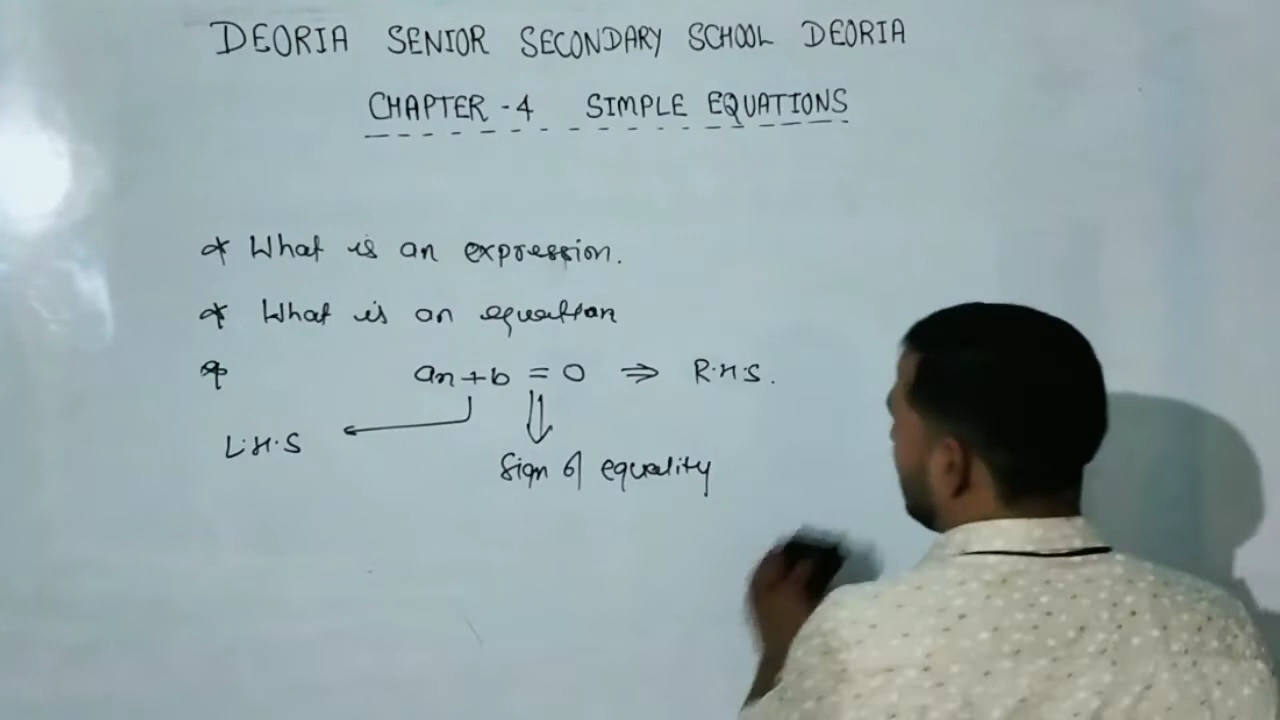 DEORIA SENIOR SECONDARY SCHOOL DEORIA
CHAPTER-4 SIMPLE EQUATIONS
* What is an expression.
* What is an equation
* ax+b = 0 ⇒ R.H.S.
L.H.S
Sign of equality